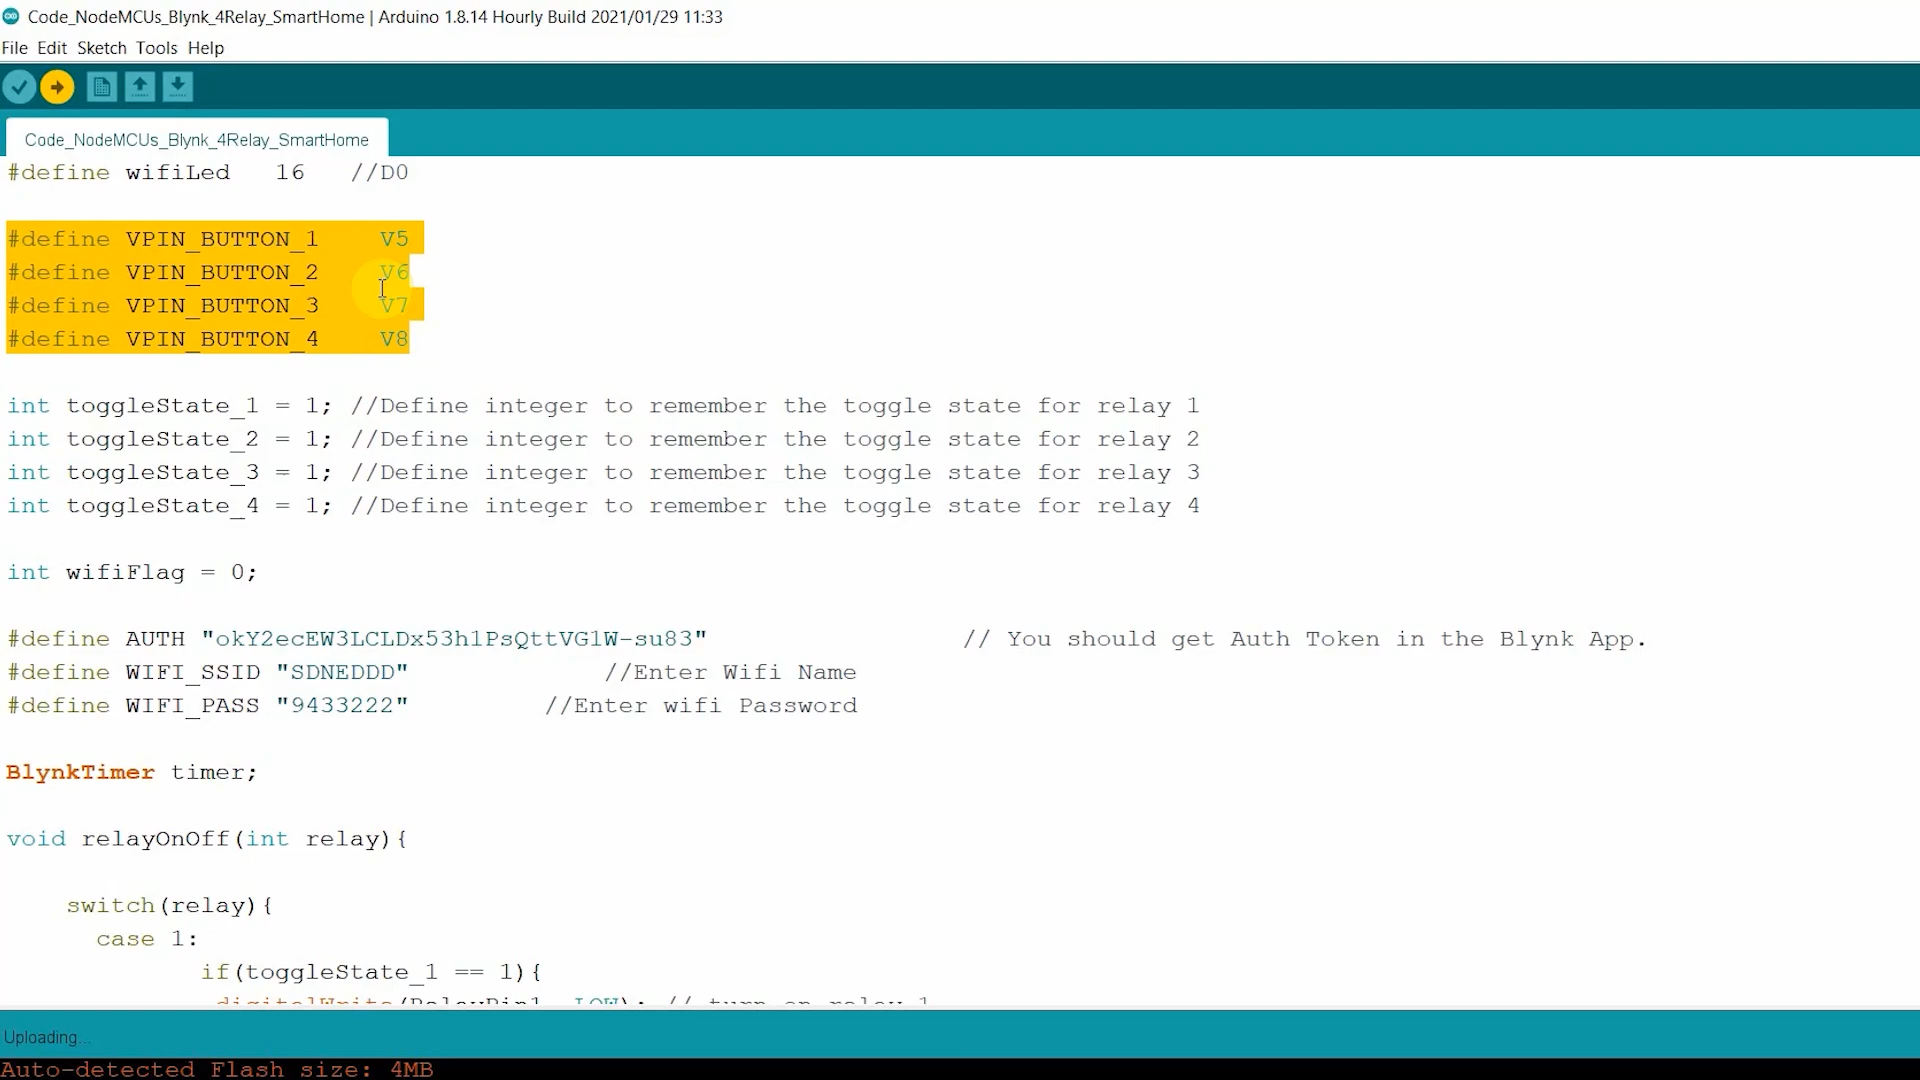 Code_NodeMCUs_Blynk_4Relay_SmartHome | Arduino 1.8.14 Hourly Build 2021/01/29 11:33
File Edit Sketch Tools Help
Code_NodeMCUs_Blynk_4Relay_SmartHome
#define wifiLed   16   //D0
#define VPIN_BUTTON_1    V5
#define VPIN_BUTTON_2    V6
#define VPIN_BUTTON_3    V7
#define VPIN_BUTTON_4    V8
int toggleState_1 = 1; //Define integer to remember the toggle state for relay 1
int toggleState_2 = 1; //Define integer to remember the toggle state for relay 2
int toggleState_3 = 1; //Define integer to remember the toggle state for relay 3
int toggleState_4 = 1; //Define integer to remember the toggle state for relay 4
int wifiFlag = 0;
#define AUTH "okY2ecEW3LCLDx53h1PsQttVG1W-su83"                 // You should get Auth Token in the Blynk App.
#define WIFI_SSID "SDNEDDD"             //Enter Wifi Name
#define WIFI_PASS "9433222"         //Enter wifi Password
BlynkTimer timer;
void relayOnOff(int relay){
    switch(relay){
      case 1:
             if(toggleState_1 == 1){
              digitalWrite(RelayPin1, LOW); // turn on relay 1
Uploading...
Auto-detected Flash size: 4MB